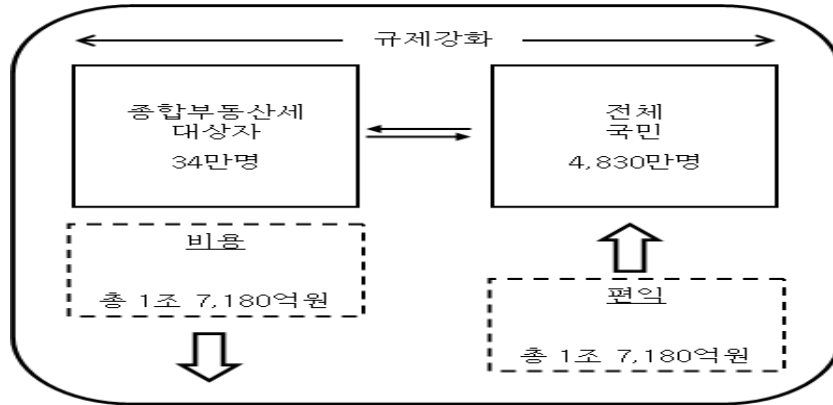 규제강화
종합부동산세
대상자
34만명
전체
국민
4,830만명
비용
총 1조 7,180억원
편익
총 1조 7,180억원